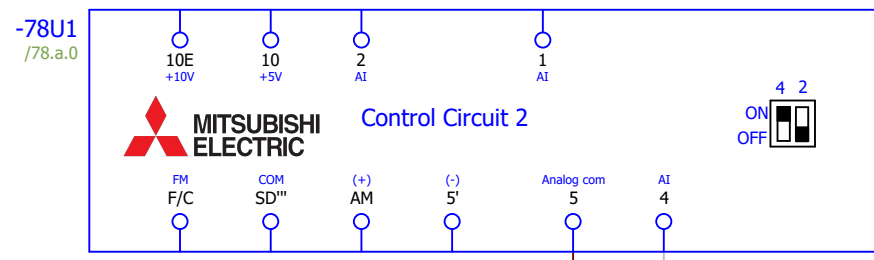 -78U1
/78.a.0
10E 10 2 1
+10V +5V AI AI
4 2
MITSUBISHI
ELECTRIC
Control Circuit 2
ON
OFF
FM COM (+) (-) Analog com AI
F/C SD''' AM 5' 5 4